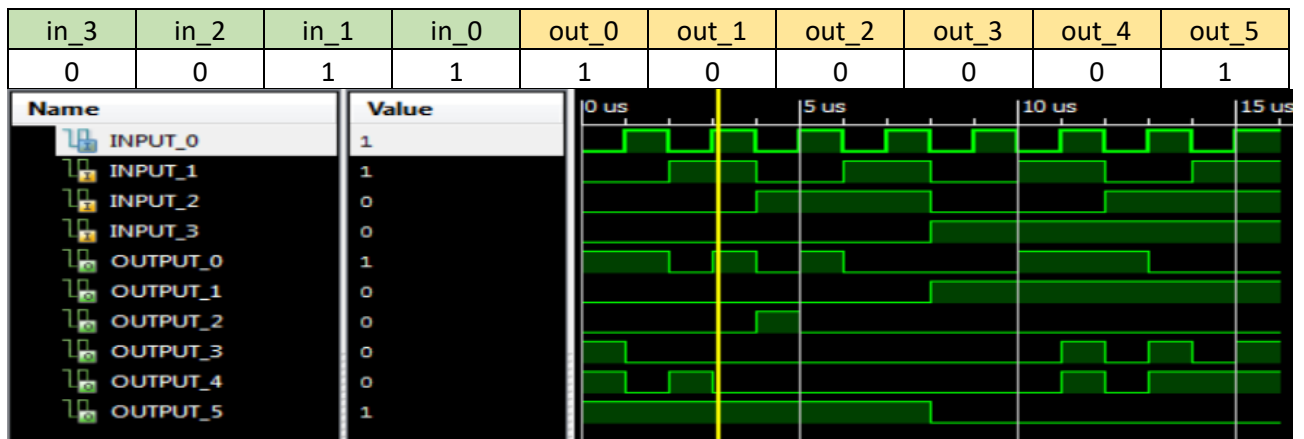 in_3 in_2 in_1 in_0 out_0 out_1 out_2 out_3 out_4 out_5
0 0 1 1 1 0 0 0 0 1
Name Value 0 us 5 us 10 us 15 us
INPUT_0 1
INPUT_1 1
INPUT_2 0
INPUT_3 0
OUTPUT_0 1
OUTPUT_1 0
OUTPUT_2 0
OUTPUT_3 0
OUTPUT_4 0
OUTPUT_5 1